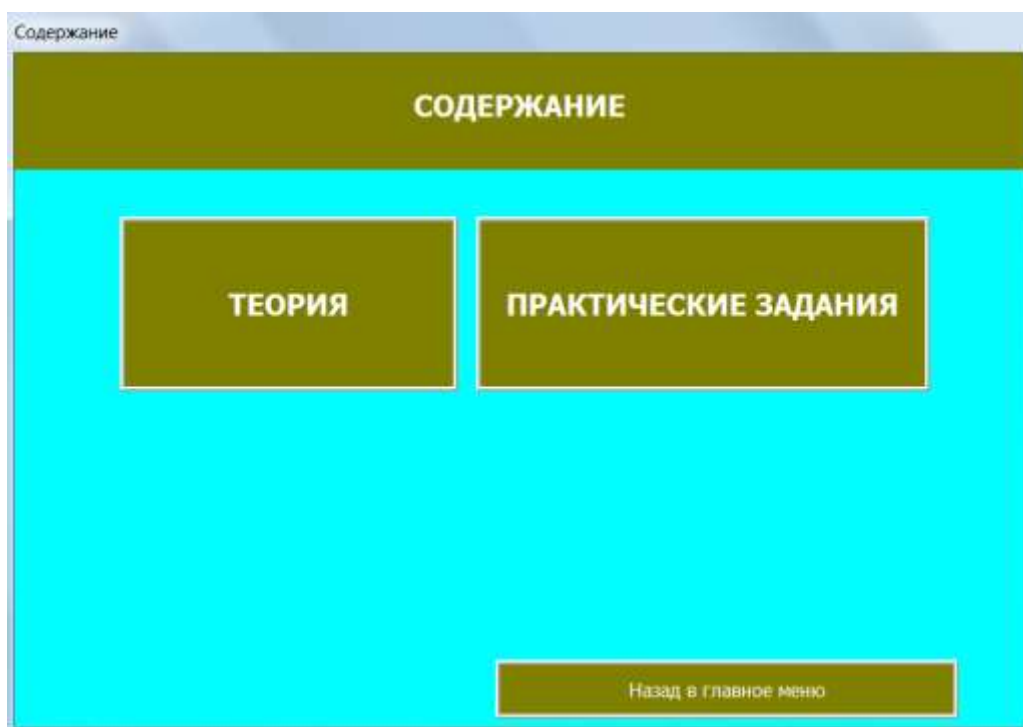 Содержание
СОДЕРЖАНИЕ
ТЕОРИЯ
ПРАКТИЧЕСКИЕ ЗАДАНИЯ
Назад в главное меню